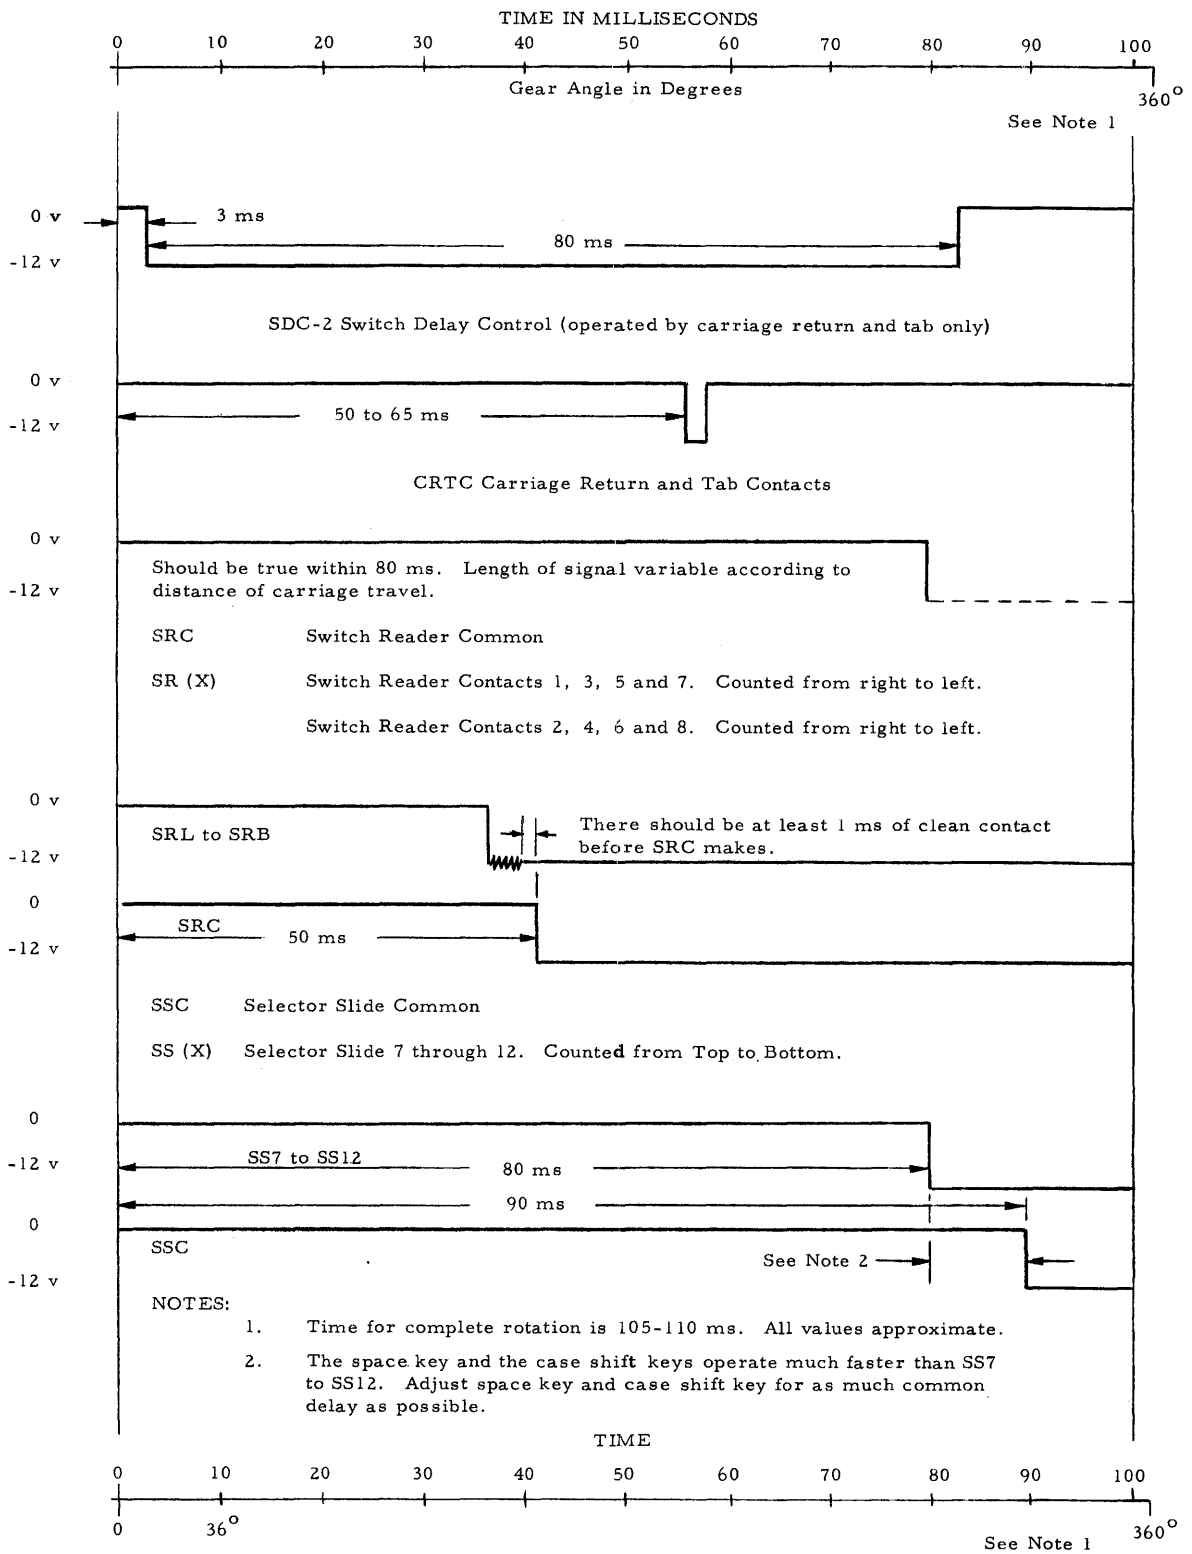 TIME IN MILLISECONDS
0 10 20 30 40 50 60 70 80 90 100
Gear Angle in Degrees
360°
See Note 1
0 v
3 ms
80 ms
-12 v
SDC-2 Switch Delay Control (operated by carriage return and tab only)
0 v
50 to 65 ms
-12 v
CRTC Carriage Return and Tab Contacts
0 v
Should be true within 80 ms. Length of signal variable according to
-12 v
distance of carriage travel.
SRC Switch Reader Common
SR (X) Switch Reader Contacts 1, 3, 5 and 7. Counted from right to left.
Switch Reader Contacts 2, 4, 6 and 8. Counted from right to left.
0 v
SRL to SRB
There should be at least 1 ms of clean contact
before SRC makes.
-12 v
0
SRC
50 ms
-12 v
SSC Selector Slide Common
SS (X) Selector Slide 7 through 12. Counted from Top to Bottom.
0
SS7 to SS12
-12 v
80 ms
90 ms
0
SSC
See Note 2
-12 v
NOTES:
1. Time for complete rotation is 105-110 ms. All values approximate.
2. The space key and the case shift keys operate much faster than SS7
to SS12. Adjust space key and case shift key for as much common
delay as possible.
TIME
0 10 20 30 40 50 60 70 80 90 100
0 36° 360°
See Note 1